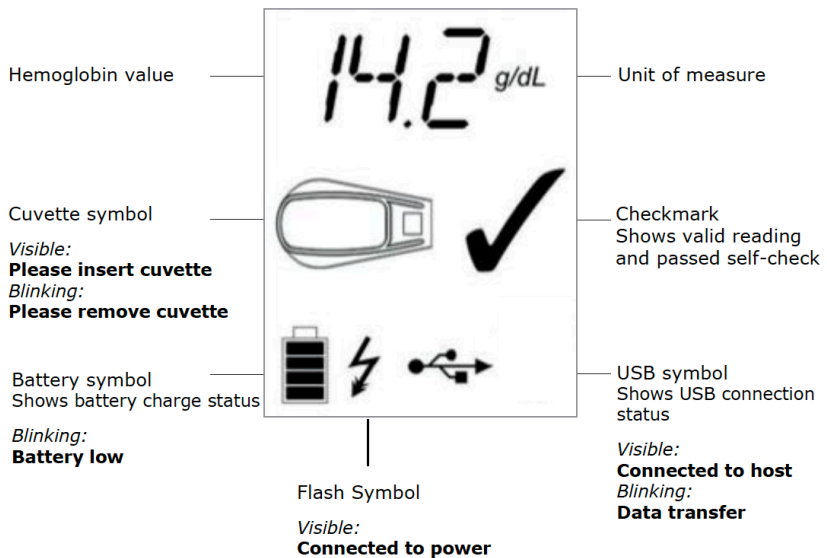 Hemoglobin value
14.2 g/dL
Unit of measure
Cuvette symbol
Visible:
Please insert cuvette
Blinking:
Please remove cuvette
Checkmark
Shows valid reading
and passed self-check
Battery symbol
Shows battery charge status
Blinking:
Battery low
Flash Symbol
Visible:
Connected to power
USB symbol
Shows USB connection
status
Visible:
Connected to host
Blinking:
Data transfer